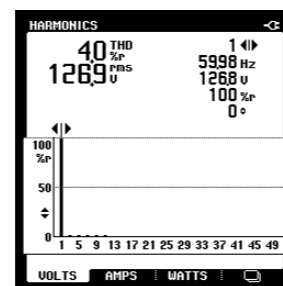 HARMONICS
4,0 THD %r
126,9 rms U
1
59,98 Hz
126,8 U
100 %r
0 °
100
%r
50
0
1 5 9 13 17 21 25 29 33 37 41 45 49
VOLTS AMPS WATTS